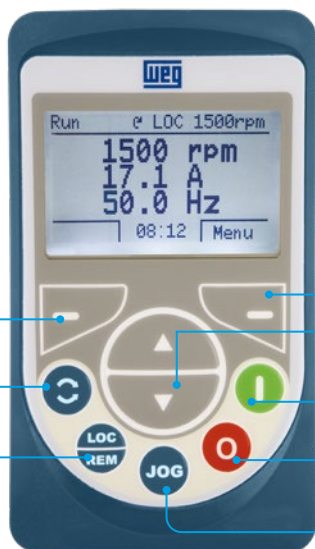 WEG
Run LOC 1500rpm
1500 rpm
17.1 A
50.0 Hz
08:12 Menu
LOC
REM
JOG